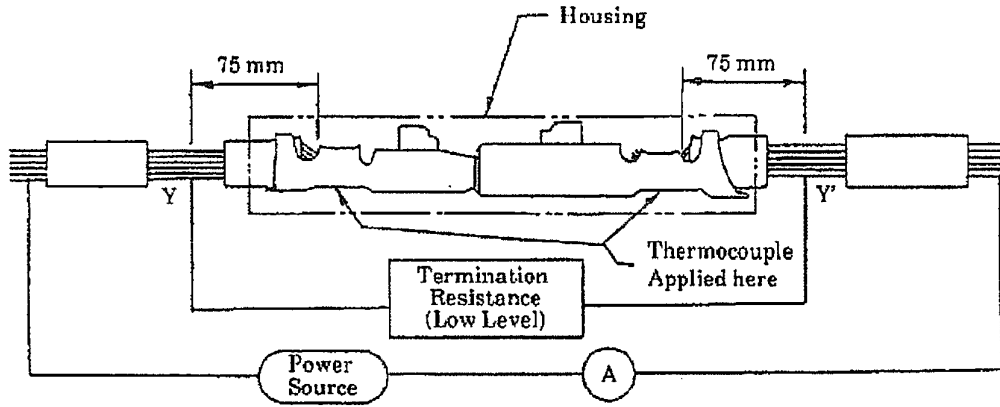 Housing
75 mm
75 mm
Y
Y'
Thermocouple
Applied here
Termination
Resistance
(Low Level)
Power
Source
A